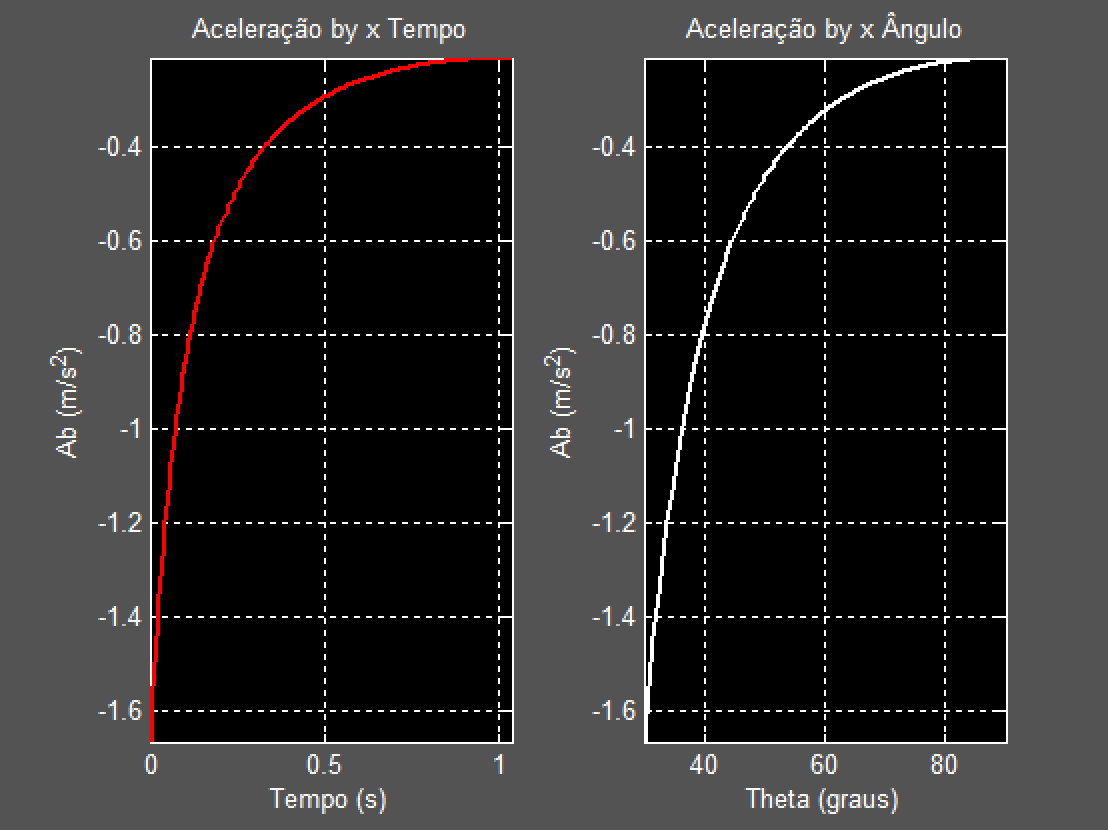 Aceleração by x Tempo
-0.4
-0.6
-0.8
-1
-1.2
-1.4
-1.6
Ab (m/s²)
0 0.5 1
Tempo (s)
Aceleração by x Ângulo
-0.4
-0.6
-0.8
-1
-1.2
-1.4
-1.6
Ab (m/s²)
40 60 80
Theta (graus)